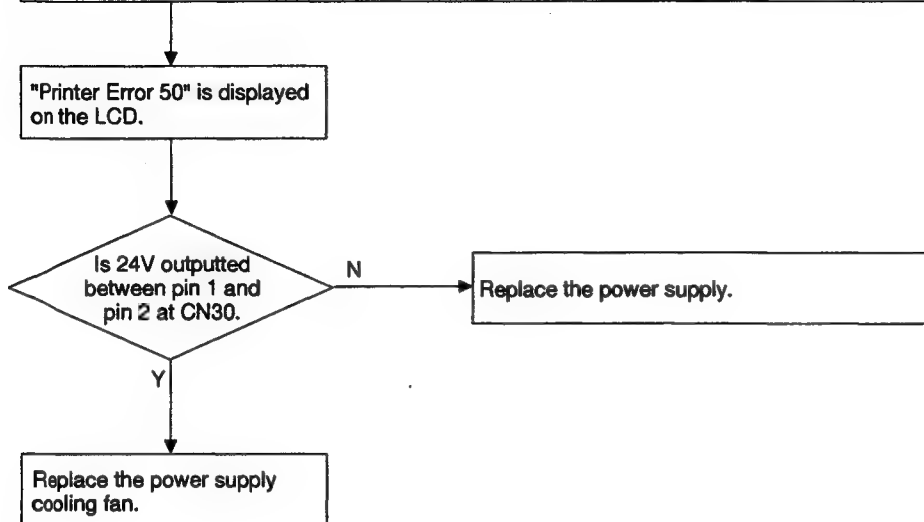 "Printer Error 50" is displayed
on the LCD.
Is 24V outputted
between pin 1 and
pin 2 at CN30.
N
Replace the power supply.
Y
Replace the power supply
cooling fan.